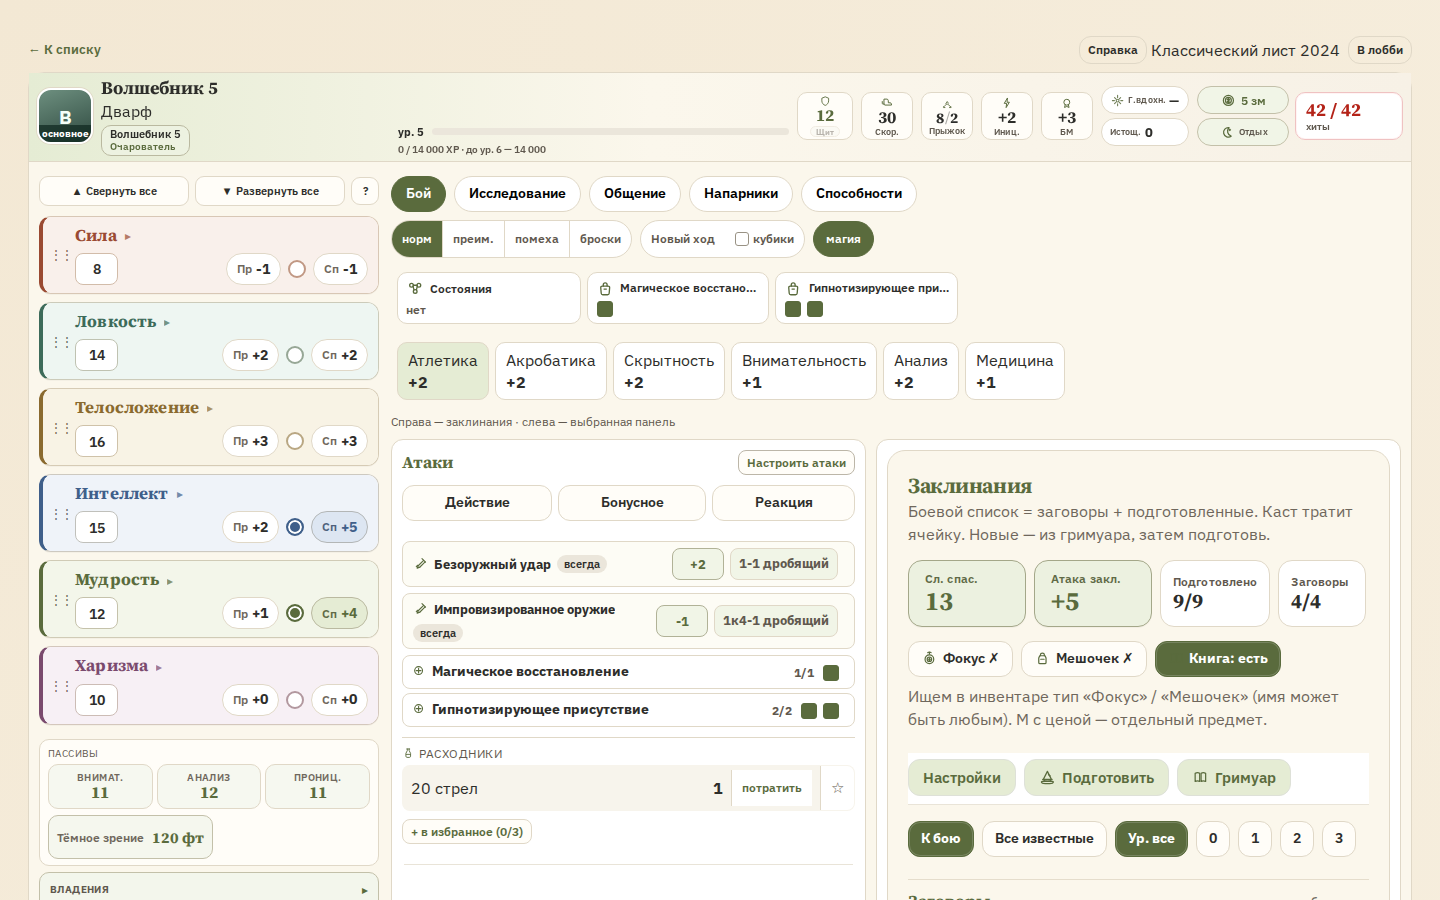 ← К списку
Справка
Классический лист 2024
В лобби
В
основное
Волшебник 5
Дварф
Волшебник 5
Очарователь
ур. 5
0 / 14 000 XP · до ур. 6 — 14 000
12
Щит
30
Скор.
8/2
Прыжок
+2
Иниц.
+3
БМ
Г.вдохн. —
Истощ. 0
5 зм
Отдых
42 / 42
хиты
▲ Свернуть все
▼ Развернуть все
?
Сила ▸
8
Пр -1
Сп -1
Ловкость ▸
14
Пр +2
Сп +2
Телосложение ▸
16
Пр +3
Сп +3
Интеллект ▸
15
Пр +2
Сп +5
Мудрость ▸
12
Пр +1
Сп +4
Харизма ▸
10
Пр +0
Сп +0
ПАССИВЫ
ВНИМАТ.
11
АНАЛИЗ
12
ПРОНИЦ.
11
Тёмное зрение 120 фт
ВЛАДЕНИЯ ▸
Бой
Исследование
Общение
Напарники
Способности
норм
преим.
помеха
броски
Новый ход
кубики
магия
Состояния
нет
Магическое восстано...
Гипнотизирующее при...
Атлетика
+2
Акробатика
+2
Скрытность
+2
Внимательность
+1
Анализ
+2
Медицина
+1
Справа — заклинания · слева — выбранная панель
Атаки
Настроить атаки
Действие
Бонусное
Реакция
Безоружный удар всегда
+2
1-1 дробящий
Импровизированное оружие
всегда
-1
1к4-1 дробящий
Магическое восстановление
1/1
Гипнотизирующее присутствие
2/2
РАСХОДНИКИ
20 стрел
1
потратить
☆
+ в избранное (0/3)
Заклинания
Боевой список = заговоры + подготовленные. Каст тратит
ячейку. Новые — из гримуара, затем подготовь.
Сл. спас.
13
Атака закл.
+5
Подготовлено
9/9
Заговоры
4/4
Фокус ✗
Мешочек ✗
Книга: есть
Ищем в инвентаре тип «Фокус» / «Мешочек» (имя может
быть любым). М с ценой — отдельный предмет.
Настройки
Подготовить
Гримуар
К бою
Все известные
Ур. все
0
1
2
3